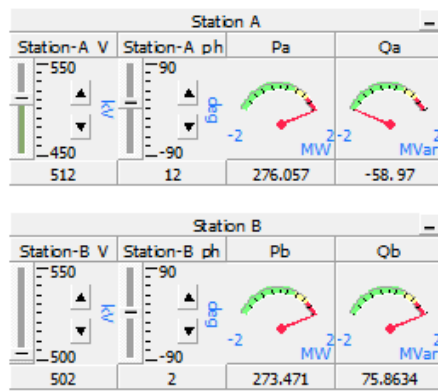 Station A
Station-A V Station-A ph Pa Qa
550 90
kV deg
-2 2 -2 2
450 -90 MW MVar
512 12 276.057 -58. 97
Station B
Station-B V Station-B ph Pb Qb
550 90
kV deg
-2 2 -2 2
500 -90 MW MVar
502 2 273.471 75.8634